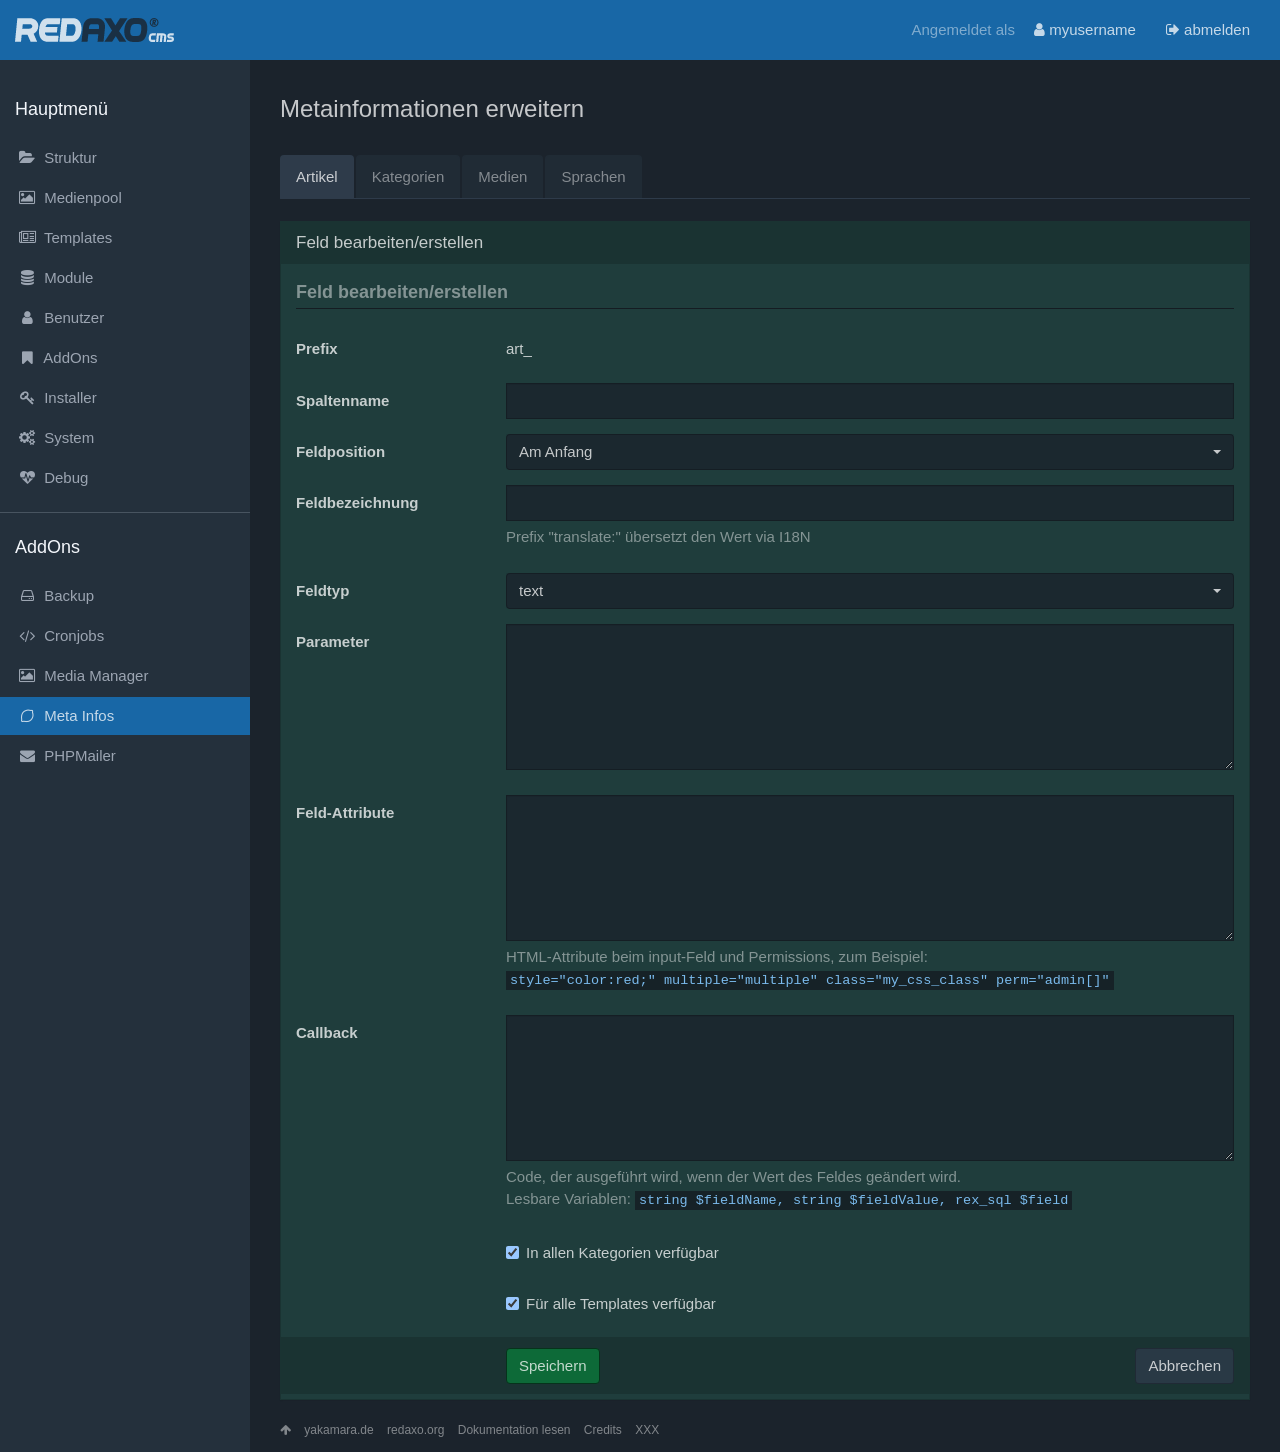 REDAXO® cms
Angemeldet als myusername abmelden
Hauptmenü
Struktur
Medienpool
Templates
Module
Benutzer
AddOns
Installer
System
Debug
AddOns
Backup
Cronjobs
Media Manager
Meta Infos
PHPMailer
Metainformationen erweitern
Artikel Kategorien Medien Sprachen
Feld bearbeiten/erstellen
Feld bearbeiten/erstellen
Prefix art_
Spaltenname
Feldposition Am Anfang
Feldbezeichnung
Prefix "translate:" übersetzt den Wert via I18N
Feldtyp text
Parameter
Feld-Attribute
HTML-Attribute beim input-Feld und Permissions, zum Beispiel:
style="color:red;" multiple="multiple" class="my_css_class" perm="admin[]"
Callback
Code, der ausgeführt wird, wenn der Wert des Feldes geändert wird.
Lesbare Variablen: string $fieldName, string $fieldValue, rex_sql $field
In allen Kategorien verfügbar
Für alle Templates verfügbar
Speichern Abbrechen
yakamara.de redaxo.org Dokumentation lesen Credits XXX